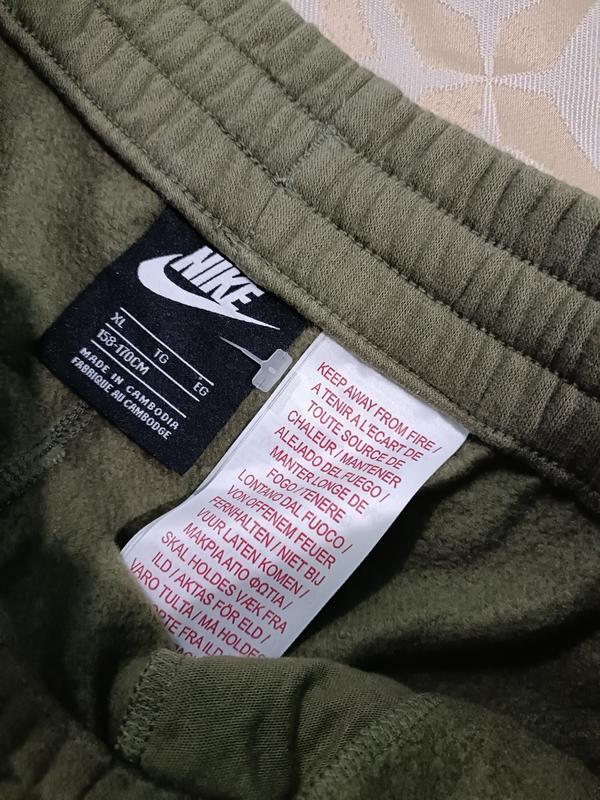 NIKE
XL TG EG
158-170CM
MADE IN CAMBODIA
FABRIQUE AU CAMBODGE
KEEP AWAY FROM FIRE /
A TENIR A L'ECART DE
TOUTE SOURCE DE
CHALEUR / MANTENER
ALEJADO DEL FUEGO /
MANTER LONGE DE
FOGO / TENERE
LONTANO DAL FUOCO /
VON OFFENEM FEUER
FERNHALTEN / NIET BIJ
VUUR LATEN KOMEN /
ΜΑΚΡΙΑ ΑΠΟ ΦΩΤΙΑ /
SKAL HOLDES VÆK FRA
ILD / AKTAS FÖR ELD /
VARO TULTA / MA HOLDES
FRA ILD /